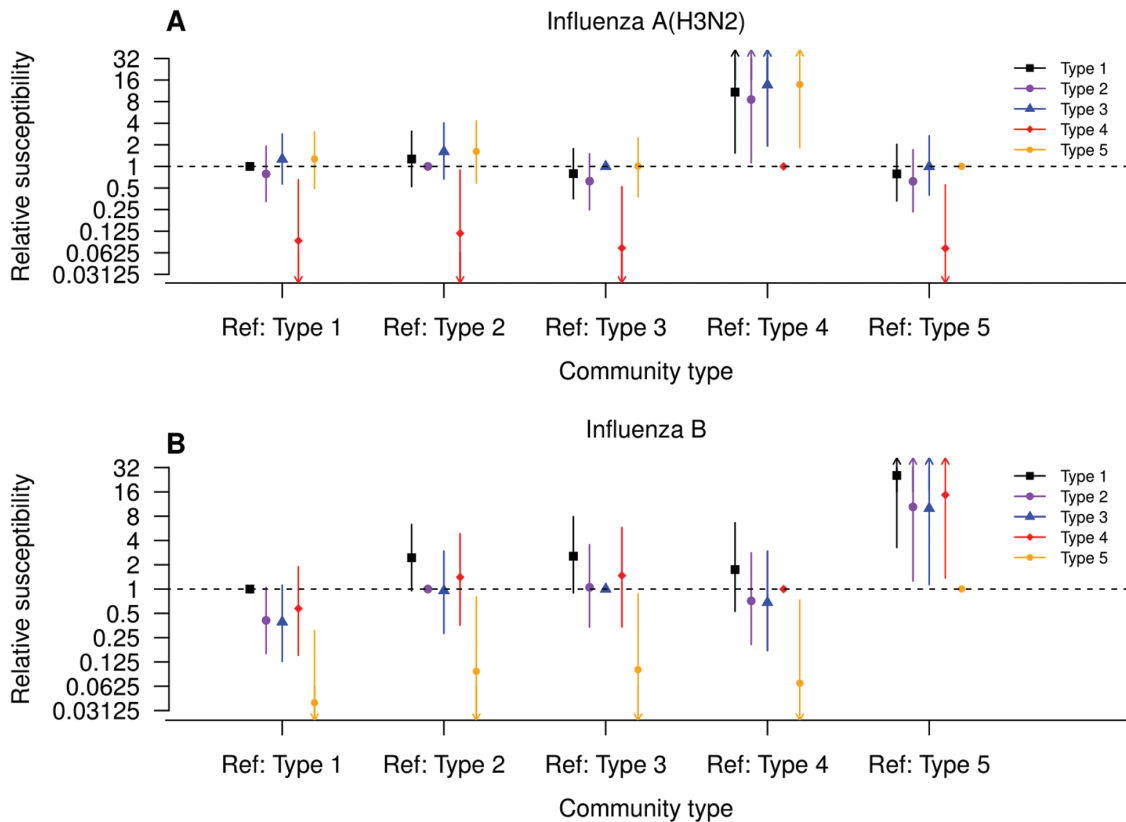 A
Influenza A(H3N2)
Relative susceptibility
32
16
8
4
2
1
0.5
0.25
0.125
0.0625
0.03125
Type 1
Type 2
Type 3
Type 4
Type 5
Ref: Type 1 Ref: Type 2 Ref: Type 3 Ref: Type 4 Ref: Type 5
Community type
B
Influenza B
Relative susceptibility
32
16
8
4
2
1
0.5
0.25
0.125
0.0625
0.03125
Type 1
Type 2
Type 3
Type 4
Type 5
Ref: Type 1 Ref: Type 2 Ref: Type 3 Ref: Type 4 Ref: Type 5
Community type